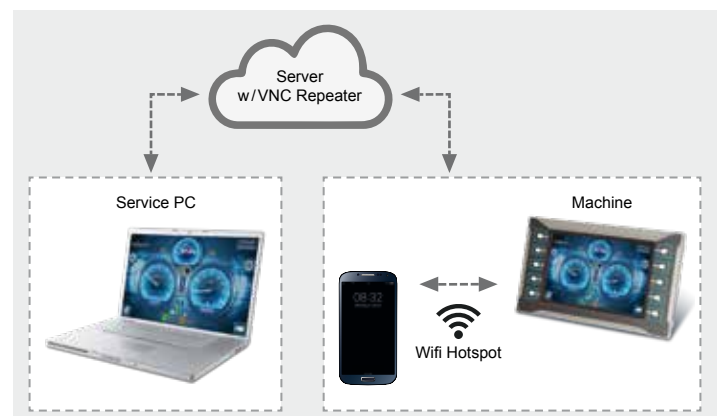 Server
w/VNC Repeater
Service PC
Machine
08:32
Wifi Hotspot